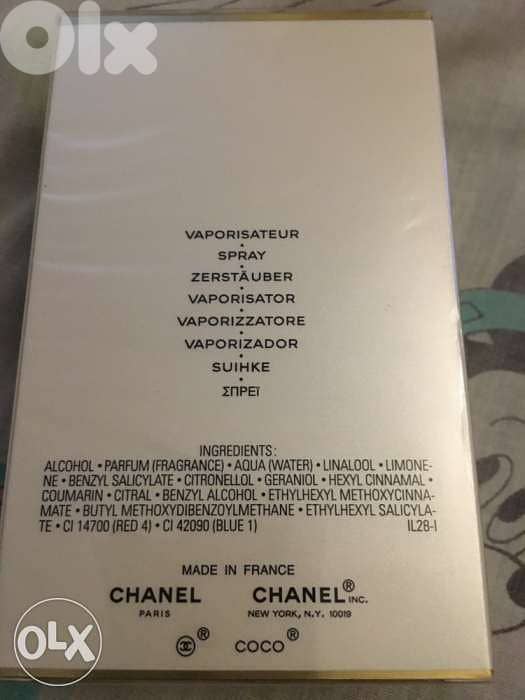 olx
VAPORISATEUR
•
SPRAY
•
ZERSTÄUBER
•
VAPORISATOR
•
VAPORIZZATORE
•
VAPORIZADOR
•
SUIHKE
•
ΣΠΡΕΪ
INGREDIENTS:
ALCOHOL • PARFUM (FRAGRANCE) • AQUA (WATER) • LINALOOL • LIMONE-
NE • BENZYL SALICYLATE • CITRONELLOL • GERANIOL • HEXYL CINNAMAL •
COUMARIN • CITRAL • BENZYL ALCOHOL • ETHYLHEXYL METHOXYCINNA-
MATE • BUTYL METHOXYDIBENZOYLMETHANE • ETHYLHEXYL SALICYLA-
TE • CI 14700 (RED 4) • CI 42090 (BLUE 1) IL28-I
MADE IN FRANCE
CHANEL CHANEL® INC.
PARIS NEW YORK, N.Y. 10019
® COCO®
OLX